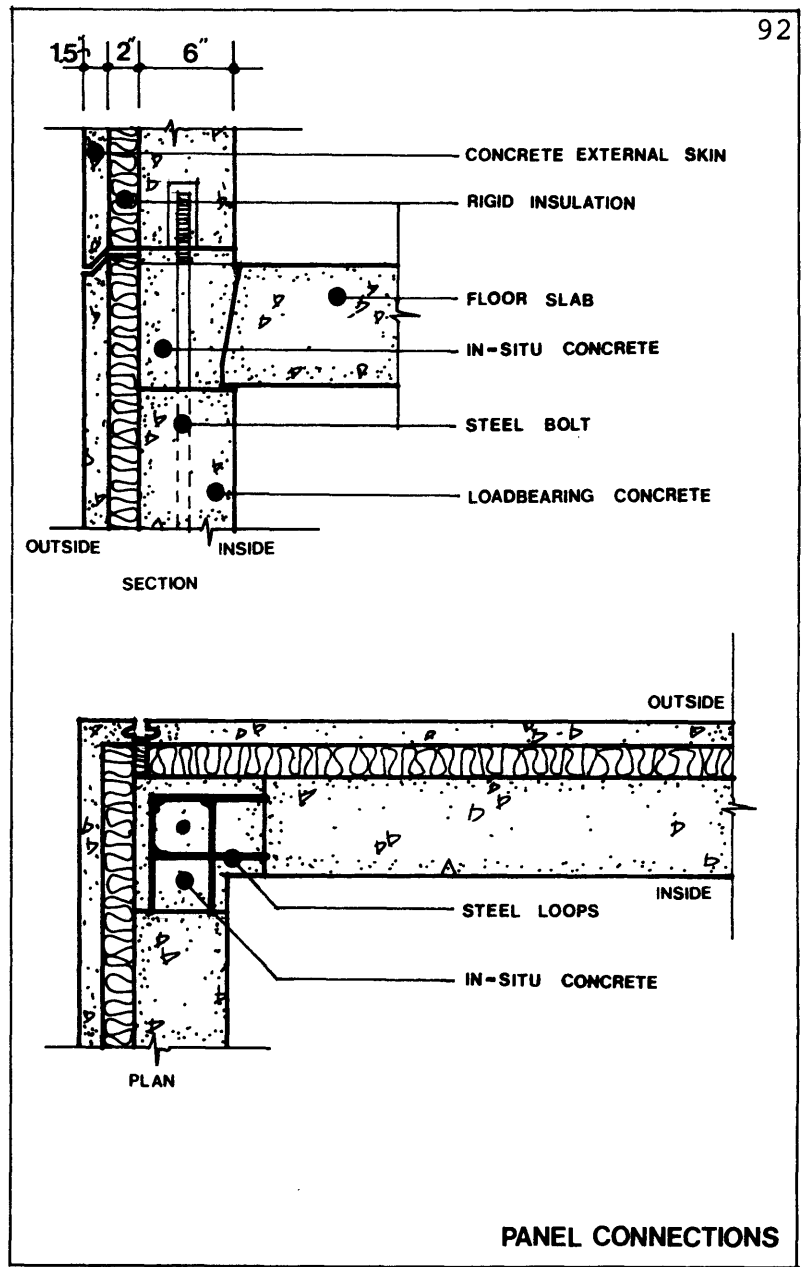 92
1.5" 2" 6"
CONCRETE EXTERNAL SKIN
RIGID INSULATION
FLOOR SLAB
IN-SITU CONCRETE
STEEL BOLT
LOADBEARING CONCRETE
OUTSIDE INSIDE
SECTION
OUTSIDE
INSIDE
STEEL LOOPS
IN-SITU CONCRETE
PLAN
PANEL CONNECTIONS